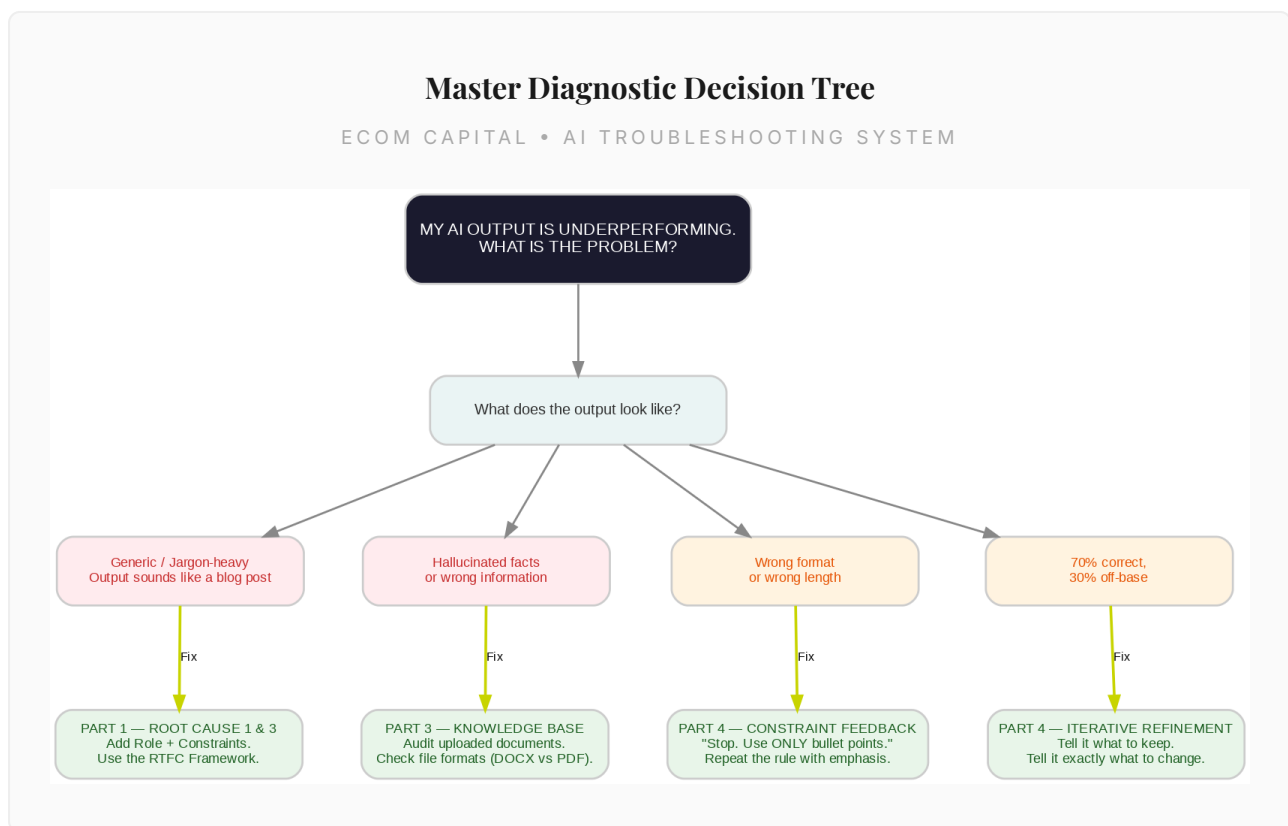 Master Diagnostic Decision Tree
ECOM CAPITAL • AI TROUBLESHOOTING SYSTEM
MY AI OUTPUT IS UNDERPERFORMING.
WHAT IS THE PROBLEM?
What does the output look like?
Generic / Jargon-heavy
Output sounds like a blog post
Hallucinated facts
or wrong information
Wrong format
or wrong length
70% correct,
30% off-base
Fix
Fix
Fix
Fix
PART 1 — ROOT CAUSE 1 & 3
Add Role + Constraints.
Use the RTFC Framework.
PART 3 — KNOWLEDGE BASE
Audit uploaded documents.
Check file formats (DOCX vs PDF).
PART 4 — CONSTRAINT FEEDBACK
"Stop. Use ONLY bullet points."
Repeat the rule with emphasis.
PART 4 — ITERATIVE REFINEMENT
Tell it what to keep.
Tell it exactly what to change.